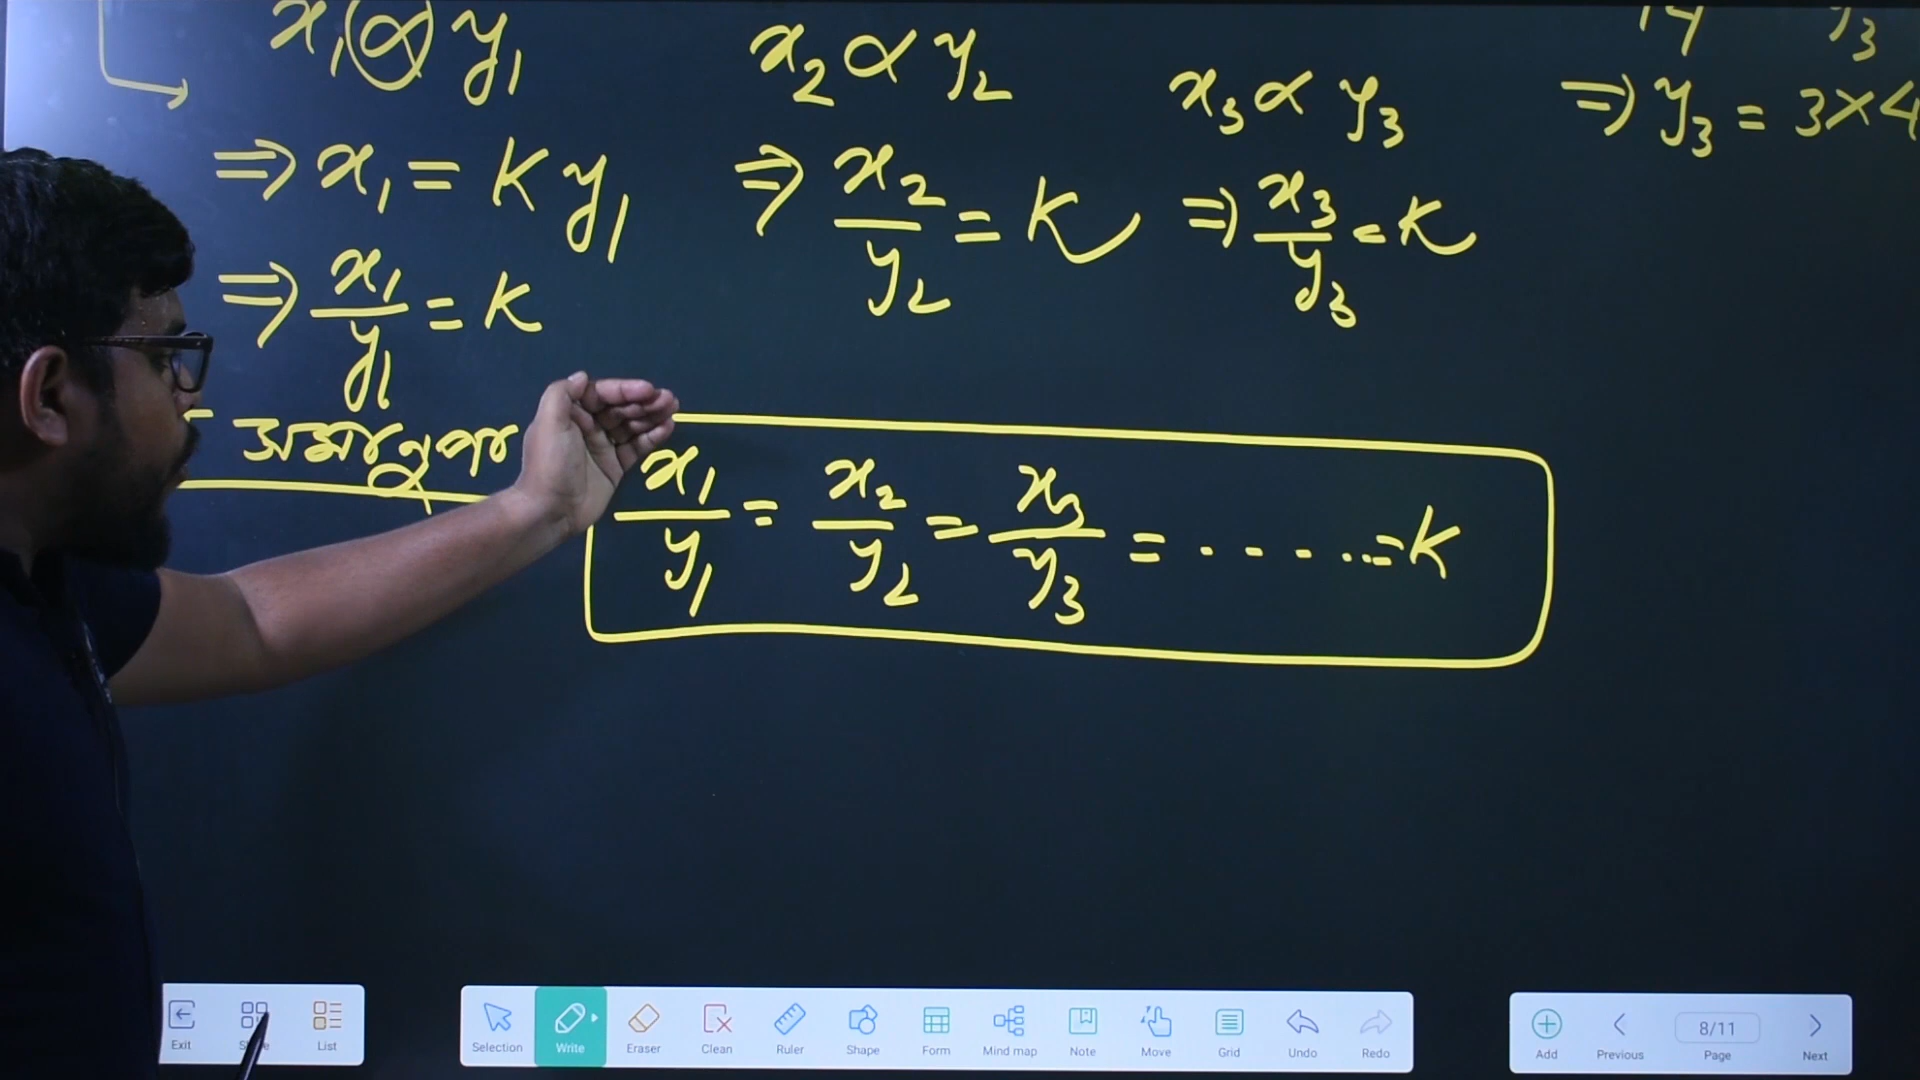 x₁ ∝ y₁
⇒ x₁ = K y₁
⇒ x₁/y₁ = K
x₂ ∝ y₂
⇒ x₂/y₂ = K
x₃ ∝ y₃
⇒ x₃/y₃ = K
14 y₃
⇒ y₃ = 3×4
x₁/y₁ = x₂/y₂ = x₃/y₃ = ....... = K
Exit List
Selection Write Eraser Clean Ruler Shape Form Mind map Note Move Grid Undo Redo
Add Previous 8/11 Page Next